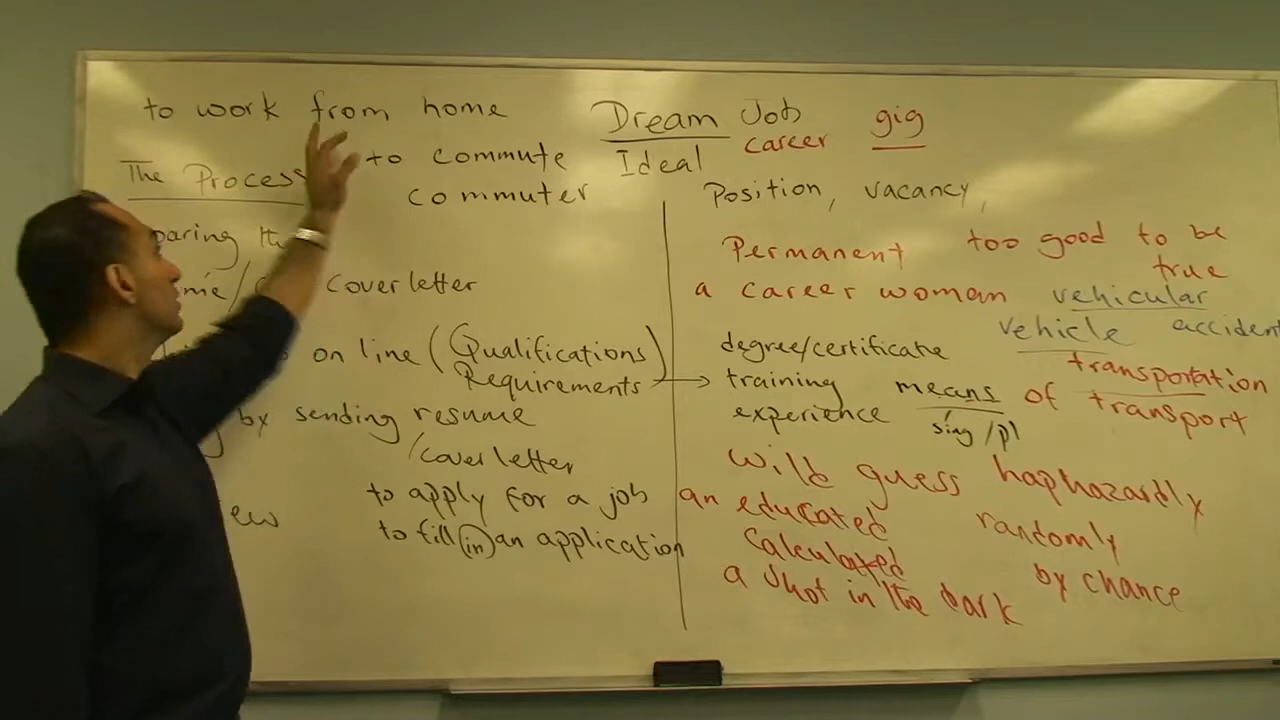 to work from home
The Process
to commute
commuter
the
cover letter
on line (Qualifications
Requirements)
by sending resume
/cover letter
to apply for a job
to fill (in) an application
Dream Job
Ideal career gig
Position, vacancy,
Permanent
too good to be
true
a career woman
vehicular
vehicle accident
degree/certificate
training
experience
transportation
means of transport
sing/pl
wild guess haphazardly
an educated
randomly
calculated
by chance
a shot in the dark